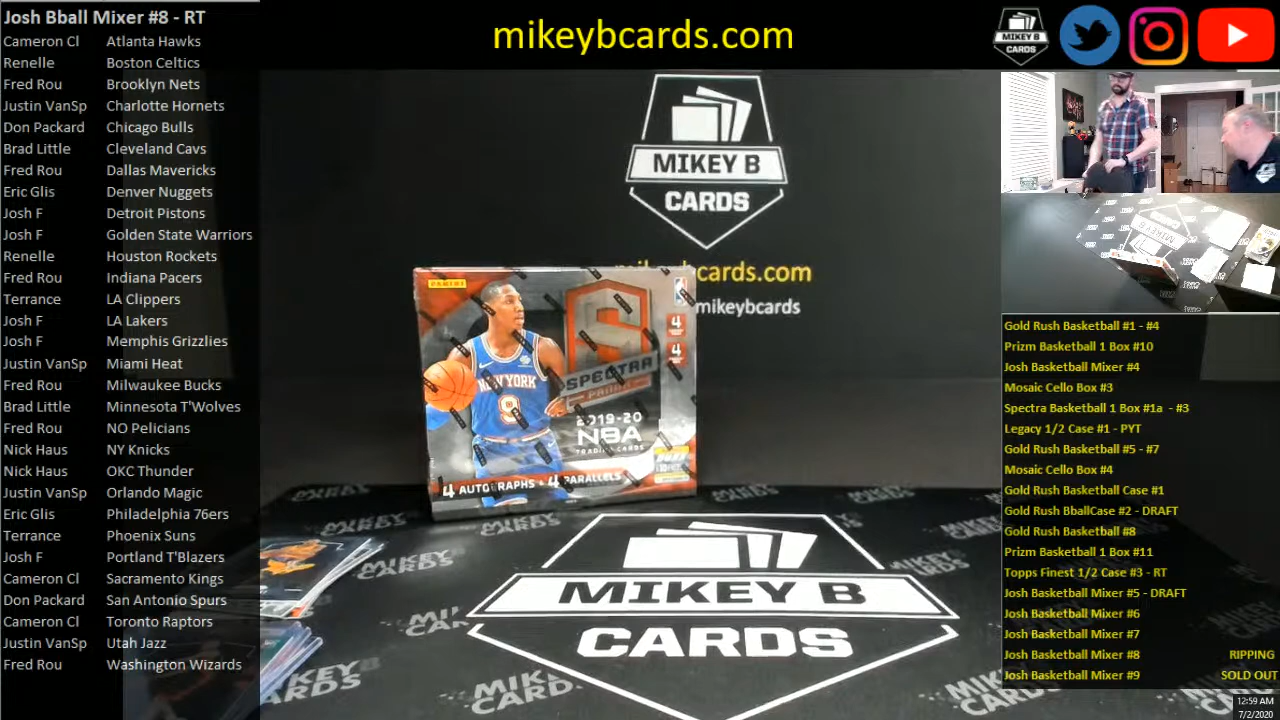 Josh Bball Mixer #8 - RT
Cameron Cl Atlanta Hawks
Renelle Boston Celtics
Fred Rou Brooklyn Nets
Justin VanSp Charlotte Hornets
Don Packard Chicago Bulls
Brad Little Cleveland Cavs
Fred Rou Dallas Mavericks
Eric Glis Denver Nuggets
Josh F Detroit Pistons
Josh F Golden State Warriors
Renelle Houston Rockets
Fred Rou Indiana Pacers
Terrance LA Clippers
Josh F LA Lakers
Josh F Memphis Grizzlies
Justin VanSp Miami Heat
Fred Rou Milwaukee Bucks
Brad Little Minnesota T'Wolves
Fred Rou NO Pelicians
Nick Haus NY Knicks
Nick Haus OKC Thunder
Justin VanSp Orlando Magic
Eric Glis Philadelphia 76ers
Terrance Phoenix Suns
Josh F Portland T'Blazers
Cameron Cl Sacramento Kings
Don Packard San Antonio Spurs
Cameron Cl Toronto Raptors
Justin VanSp Utah Jazz
Fred Rou Washington Wizards
mikeybcards.com
MIKEY B
CARDS
MIKEY B
CARDS
cards.com
mikeybcards
PANINI
4
4
NEW YORK
9
SPECTRA
2019-20
NBA
TRADING CARDS
4 AUTOGRAPHS + 4 PARALLELS
MIKEY B
CARDS
Gold Rush Basketball #1 - #4
Prizm Basketball 1 Box #10
Josh Basketball Mixer #4
Mosaic Cello Box #3
Spectra Basketball 1 Box #1a - #3
Legacy 1/2 Case #1 - PYT
Gold Rush Basketball #5 - #7
Mosaic Cello Box #4
Gold Rush Basketball Case #1
Gold Rush BballCase #2 - DRAFT
Gold Rush Basketball #8
Prizm Basketball 1 Box #11
Topps Finest 1/2 Case #3 - RT
Josh Basketball Mixer #5 - DRAFT
Josh Basketball Mixer #6
Josh Basketball Mixer #7
Josh Basketball Mixer #8 RIPPING
Josh Basketball Mixer #9 SOLD OUT
12:59 AM
7/2/2020